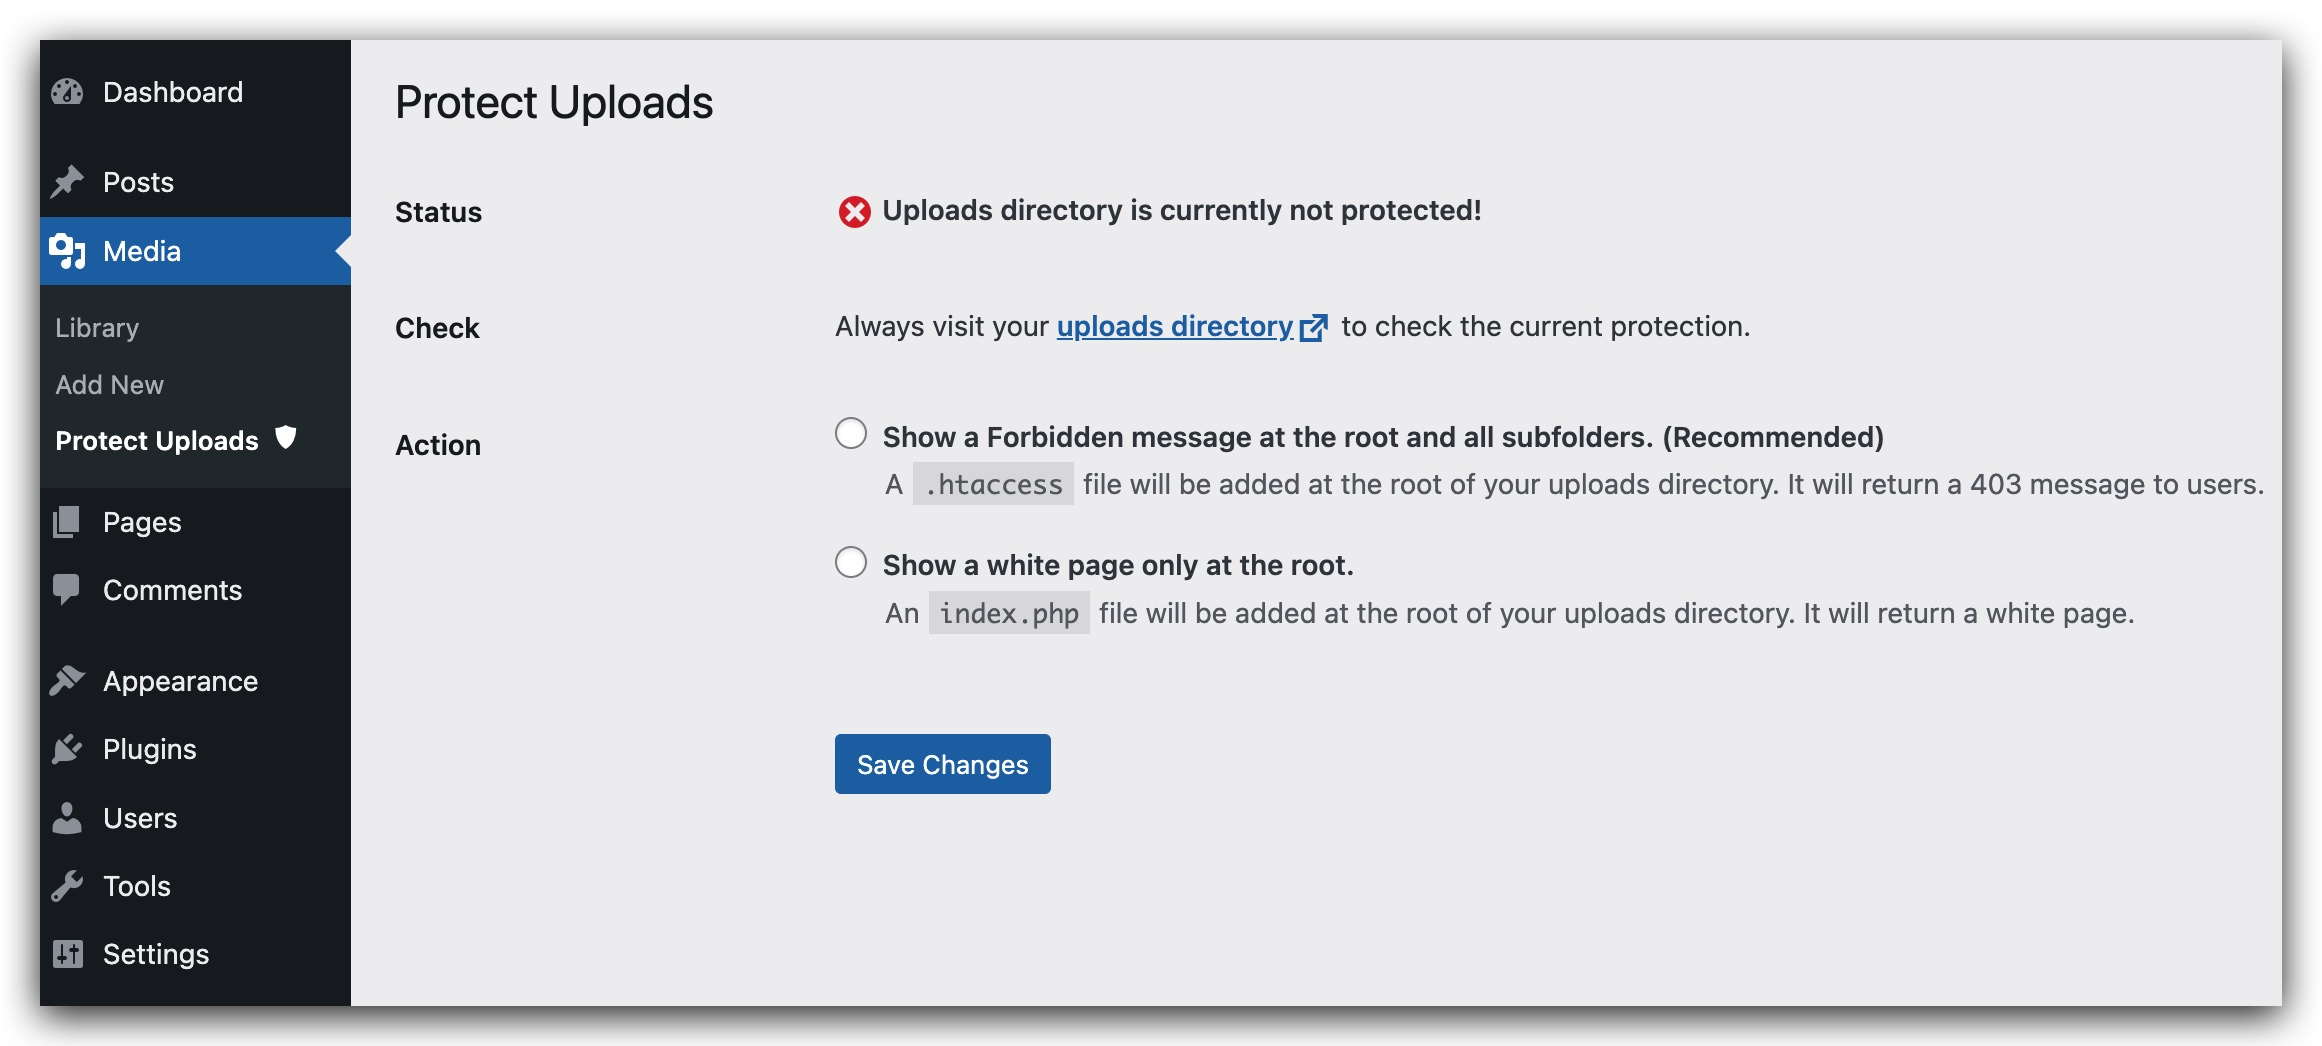 Dashboard
Posts
Media
Library
Add New
Protect Uploads
Pages
Comments
Appearance
Plugins
Users
Tools
Settings
Protect Uploads
Status
Uploads directory is currently not protected!
Check
Always visit your uploads directory to check the current protection.
Action
Show a Forbidden message at the root and all subfolders. (Recommended)
A .htaccess file will be added at the root of your uploads directory. It will return a 403 message to users.
Show a white page only at the root.
An index.php file will be added at the root of your uploads directory. It will return a white page.
Save Changes